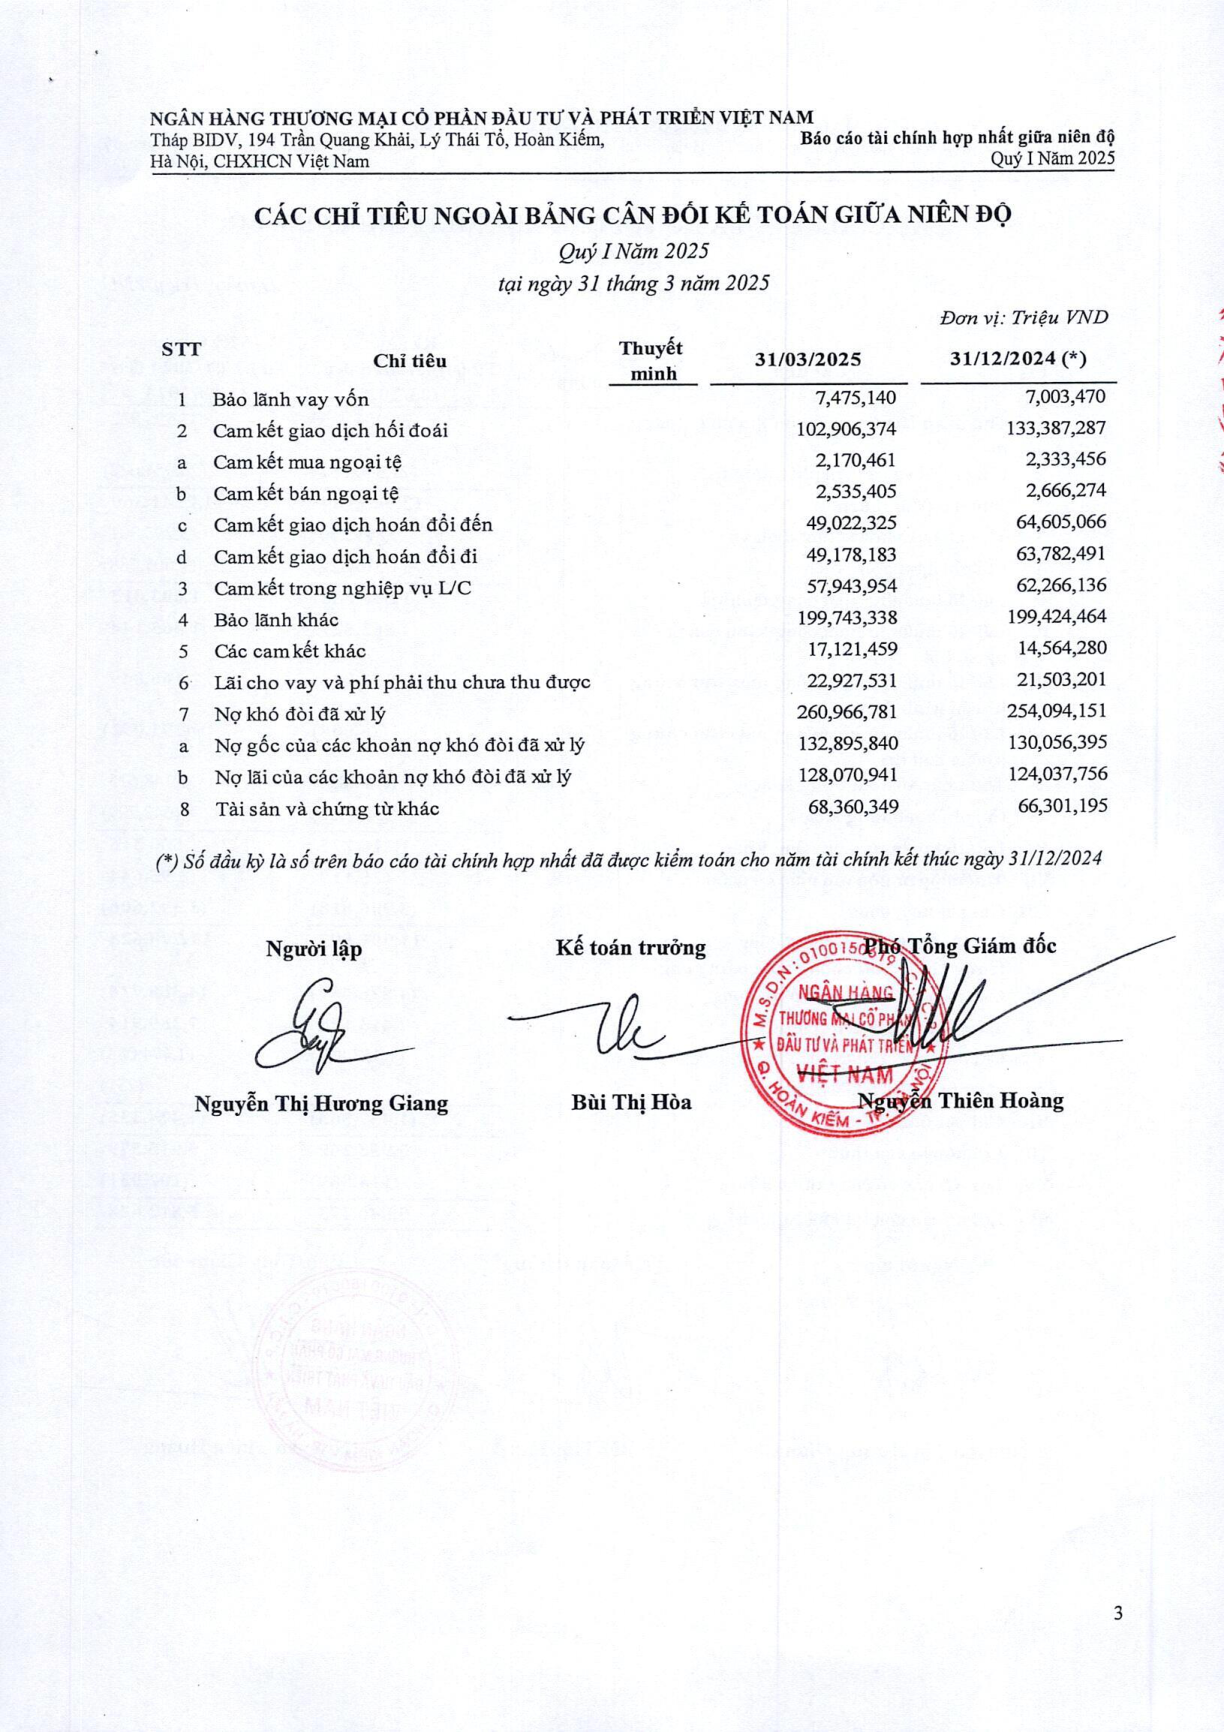 NGÂN HÀNG THƯƠNG MẠI CỔ PHẦN ĐẦU TƯ VÀ PHÁT TRIỂN VIỆT NAM
Tháp BIDV, 194 Trần Quang Khải, Lý Thái Tổ, Hoàn Kiếm, Báo cáo tài chính hợp nhất giữa niên độ
Hà Nội, CHXHCN Việt Nam Quý I Năm 2025
CÁC CHỈ TIÊU NGOÀI BẢNG CÂN ĐỐI KẾ TOÁN GIỮA NIÊN ĐỘ
Quý I Năm 2025
tại ngày 31 tháng 3 năm 2025
Đơn vị: Triệu VND
STT Chỉ tiêu Thuyết minh 31/03/2025 31/12/2024 (*)
1 Bảo lãnh vay vốn 7,475,140 7,003,470
2 Cam kết giao dịch hối đoái 102,906,374 133,387,287
a Cam kết mua ngoại tệ 2,170,461 2,333,456
b Cam kết bán ngoại tệ 2,535,405 2,666,274
c Cam kết giao dịch hoán đổi đến 49,022,325 64,605,066
d Cam kết giao dịch hoán đổi đi 49,178,183 63,782,491
3 Cam kết trong nghiệp vụ L/C 57,943,954 62,266,136
4 Bảo lãnh khác 199,743,338 199,424,464
5 Các cam kết khác 17,121,459 14,564,280
6 Lãi cho vay và phí phải thu chưa thu được 22,927,531 21,503,201
7 Nợ khó đòi đã xử lý 260,966,781 254,094,151
a Nợ gốc của các khoản nợ khó đòi đã xử lý 132,895,840 130,056,395
b Nợ lãi của các khoản nợ khó đòi đã xử lý 128,070,941 124,037,756
8 Tài sản và chứng từ khác 68,360,349 66,301,195
(*) Số đầu kỳ là số trên báo cáo tài chính hợp nhất đã được kiểm toán cho năm tài chính kết thúc ngày 31/12/2024
Người lập Kế toán trưởng Phó Tổng Giám đốc
M.S.D.N: 0100150619 - C.T.C.P
NGÂN HÀNG
THƯƠNG MẠI CỔ PHẦN
ĐẦU TƯ VÀ PHÁT TRIỂN
VIỆT NAM
Q. HOÀN KIẾM - TP. HÀ NỘI
Nguyễn Thị Hương Giang Bùi Thị Hòa Nguyễn Thiên Hoàng
3